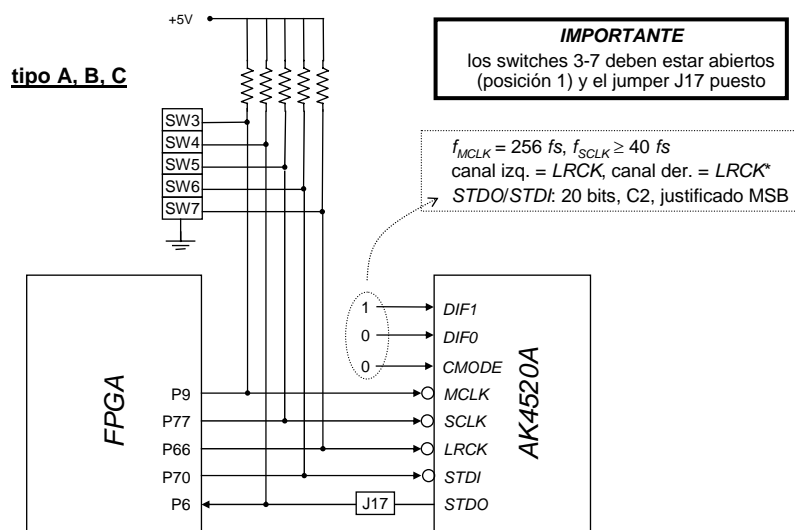 +5V
tipo A, B, C
IMPORTANTE
los switches 3-7 deben estar abiertos
(posición 1) y el jumper J17 puesto
SW3
SW4
SW5
SW6
SW7
f_MCLK = 256 fs, f_SCLK ≥ 40 fs
canal izq. = LRCK, canal der. = LRCK*
STDO/STDI: 20 bits, C2, justificado MSB
FPGA
P9
P77
P66
P70
P6
J17
1
0
0
DIF1
DIF0
CMODE
MCLK
SCLK
LRCK
STDI
STDO
AK4520A